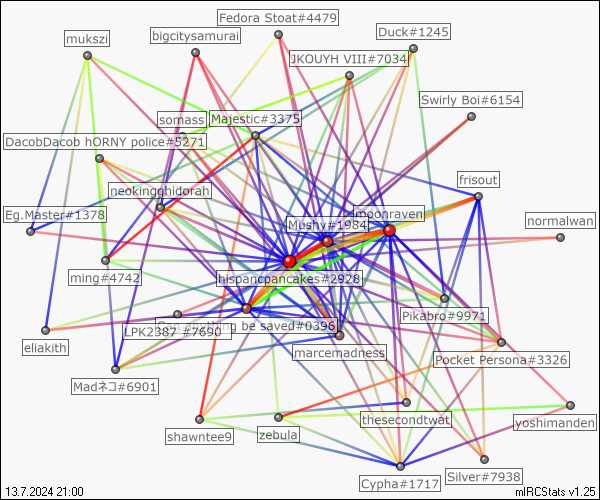 Fedora Stoat#4479
Duck#1245
bigcitysamurai
mukszi
JKOUYH VIII#7034
Swirly Boi#6154
somass
Majestic#3375
DacobDacob hORNY police#5271
frisout
neokingghidorah
Eg.Master#1378
moonraven
Mushy#1984
normalwan
ming#4742
hispancpancakes#2928
Pikabro#9971
be saved#0396
LPK2387 #7690
eliakith
marcemadness
Pocket Persona#3326
Madネコ#6901
thesecondtwat
yoshimanden
shawntee9
zebula
Silver#7938
Cypha#1717
13.7.2024 21:00
mIRCStats v1.25